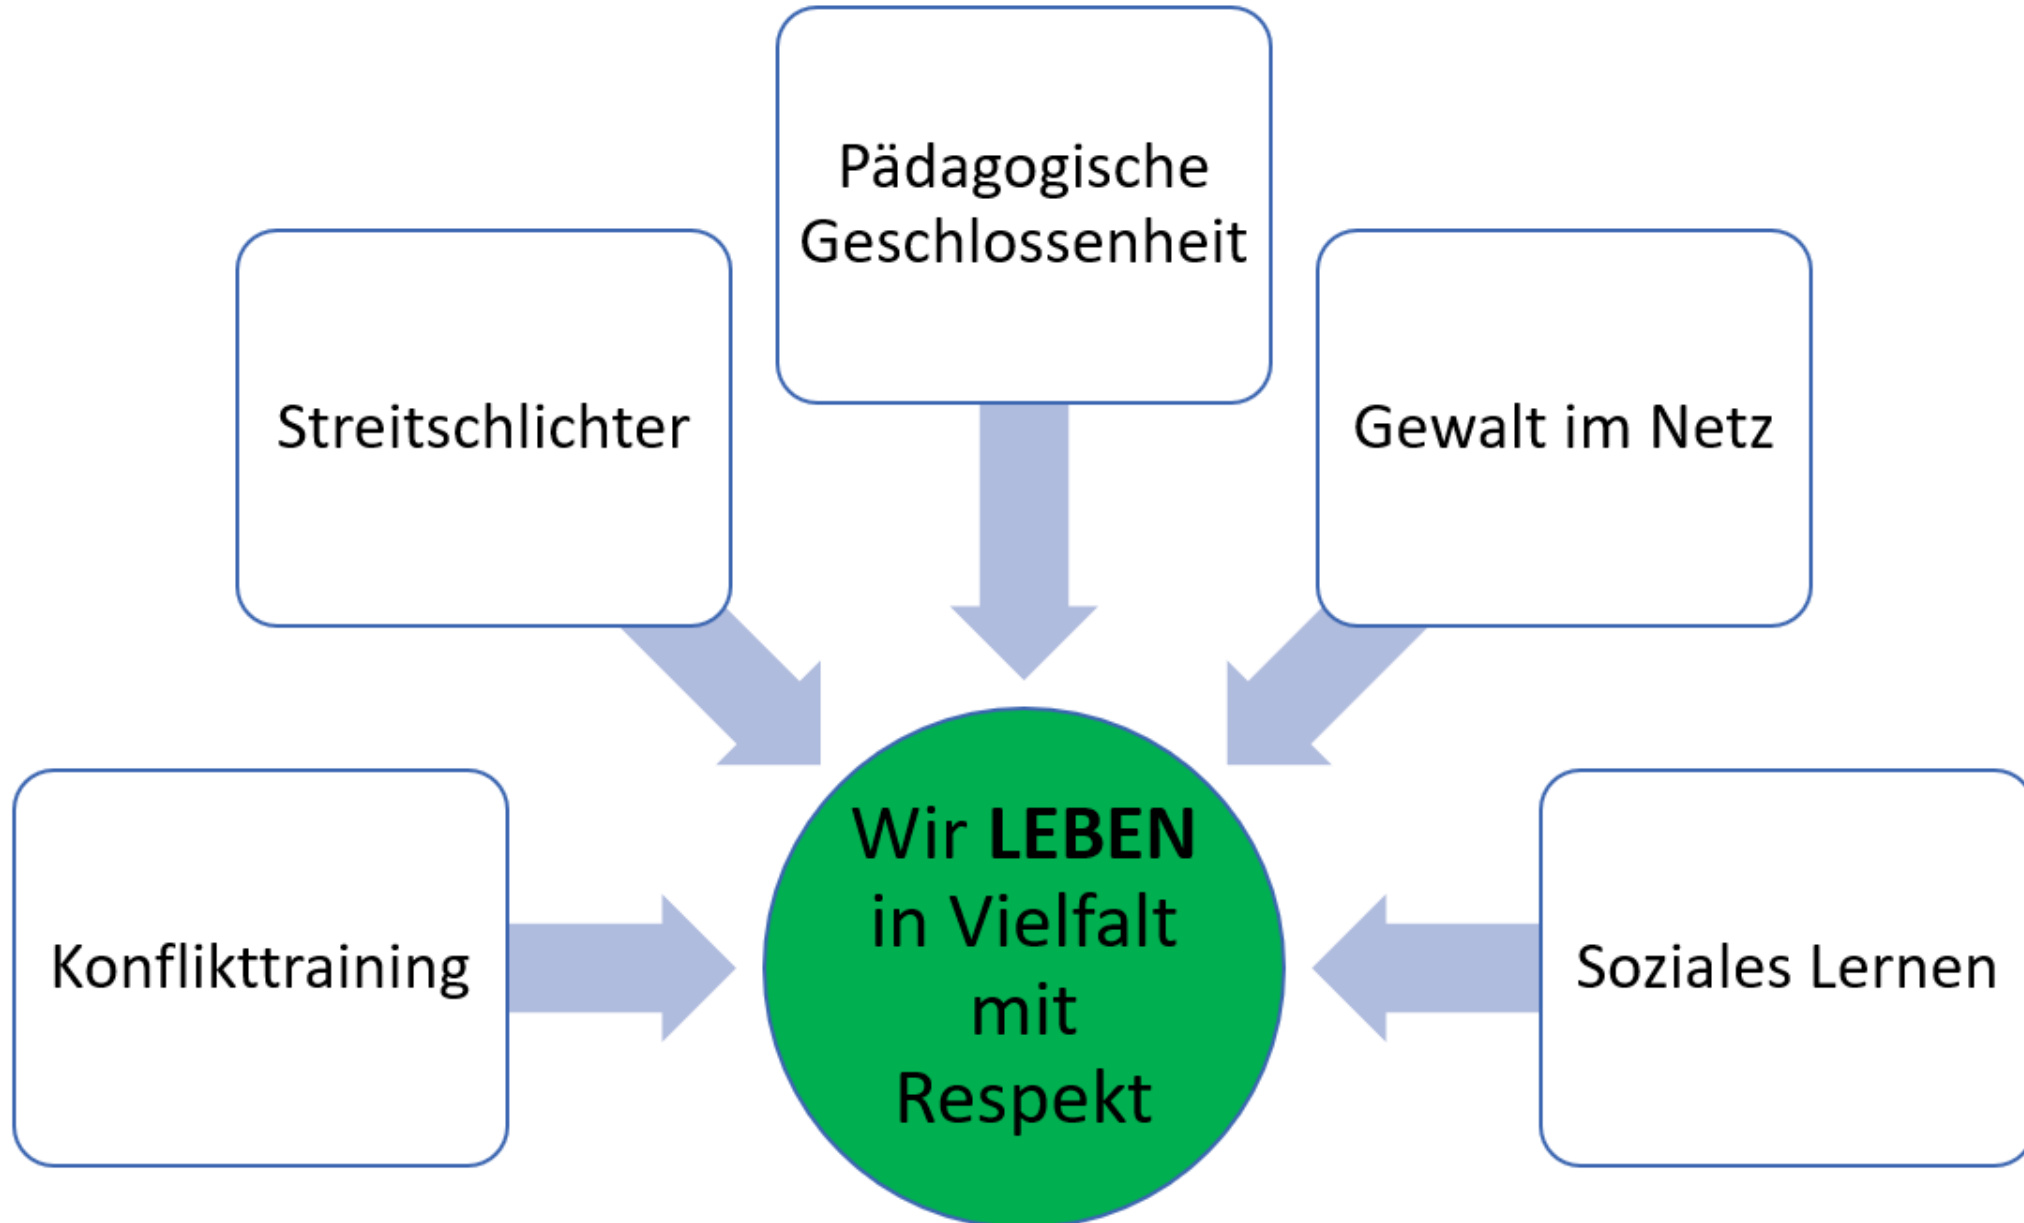 Pädagogische
Geschlossenheit
Streitschlichter
Gewalt im Netz
Konflikttraining
Wir LEBEN
in Vielfalt
mit
Respekt
Soziales Lernen